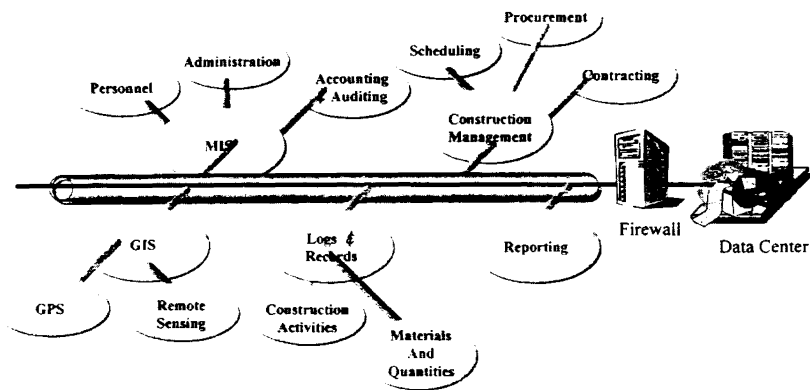 Procurement
Scheduling
Administration
Personnel
Accounting
Auditing
Contracting
Construction
Management
MIS
Firewall
Data Center
GIS
Logs &
Records
Reporting
GPS
Remote
Sensing
Construction
Activities
Materials
And
Quantities